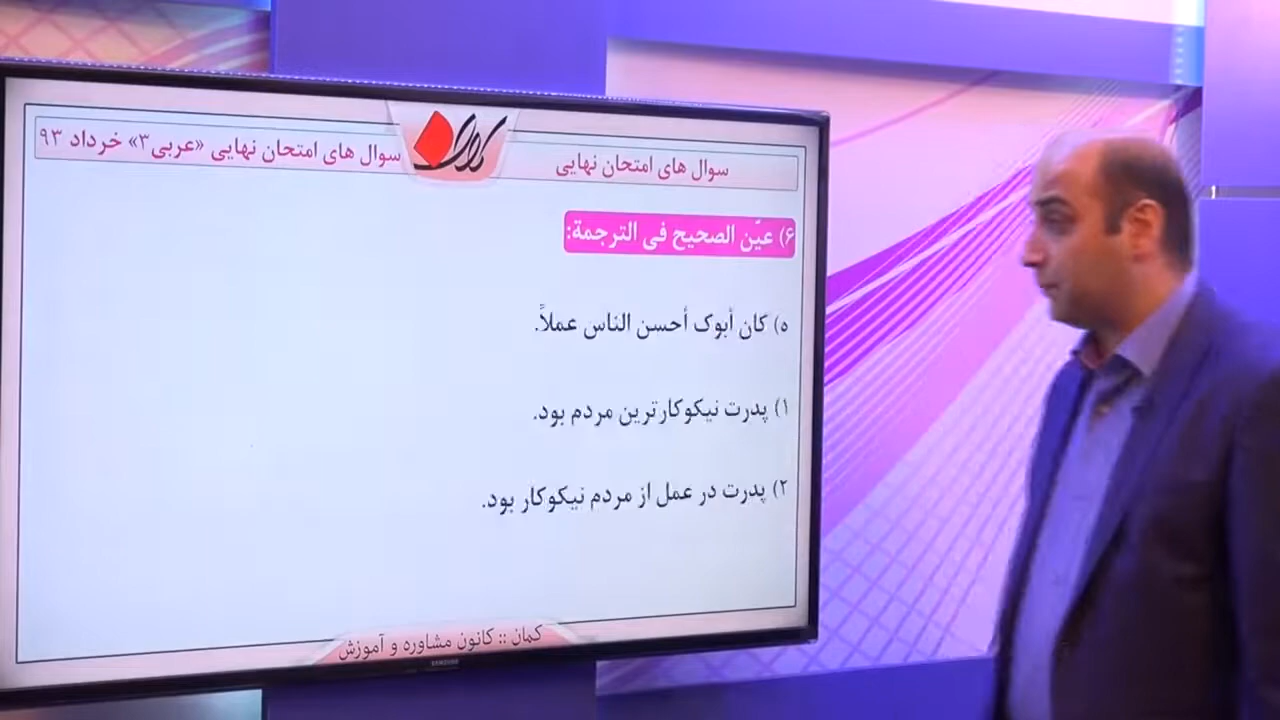 سوال های امتحان نهایی
سوال های امتحان نهایی «عربی۳» خرداد ۹۳
۶) عیّن الصحیح فی الترجمة:
۵) کان أبوک أحسن الناس عملاً.
۱) پدرت نیکوکارترین مردم بود.
۲) پدرت در عمل از مردم نیکوکار بود.
کمان :: کانون مشاوره و آموزش
SAMSUNG